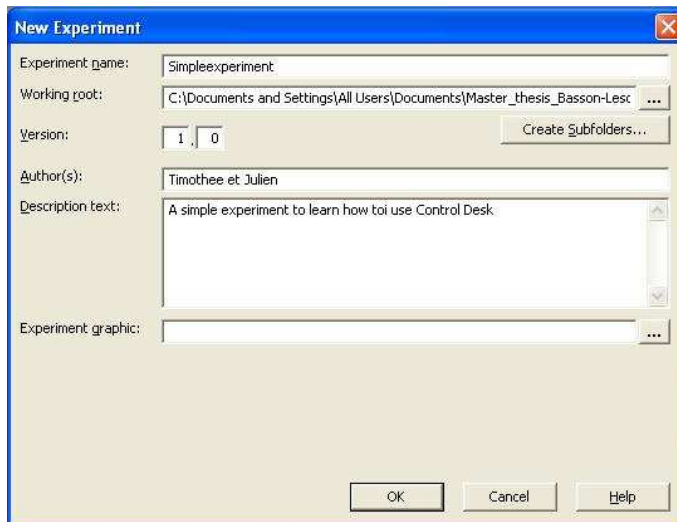 New Experiment
Experiment name: Simpleexperiment
Working root: C:\Documents and Settings\All Users\Documents\Master_thesis_Basson-Lesc ...
Version: 1 , 0 Create Subfolders...
Author(s): Timothee et Julien
Description text: A simple experiment to learn how toi use Control Desk
Experiment graphic: ...
OK Cancel Help